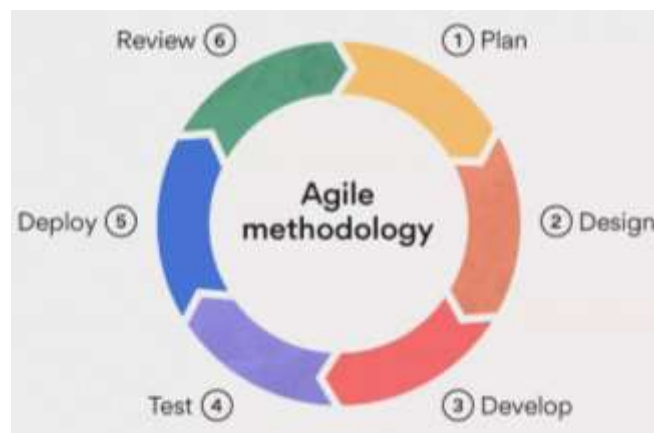 Review 6
1 Plan
Agile
methodology
Deploy 5
2 Design
Test 4
3 Develop